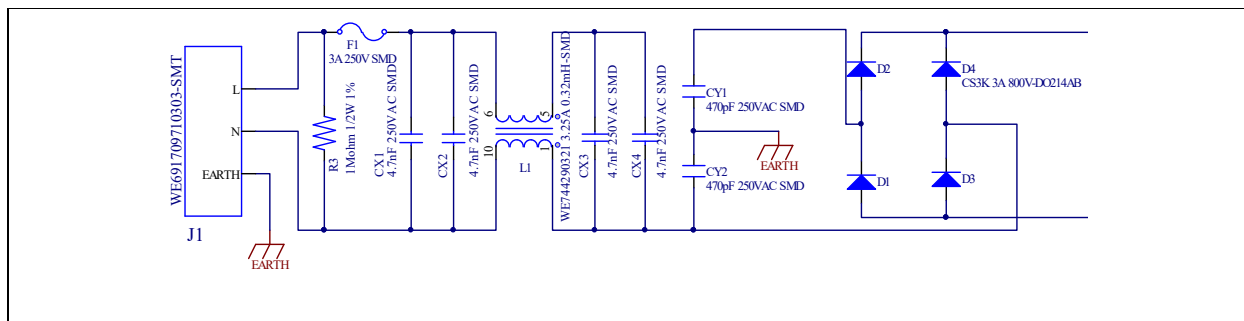 WE691709710303-SMT
J1
L
N
EARTH
EARTH
R3
1Mohm 1/2W 1%
F1
3A 250V SMD
CX1
4.7nF 250VAC SMD
CX2
4.7nF 250VAC SMD
6
5
10
1
L1
WE744290321 3.25A 0.32mH-SMD
CX3
4.7nF 250VAC SMD
CX4
4.7nF 250VAC SMD
CY1
470pF 250VAC SMD
EARTH
CY2
470pF 250VAC SMD
D2
D4
CS3K 3A 800V-DO214AB
D1
D3